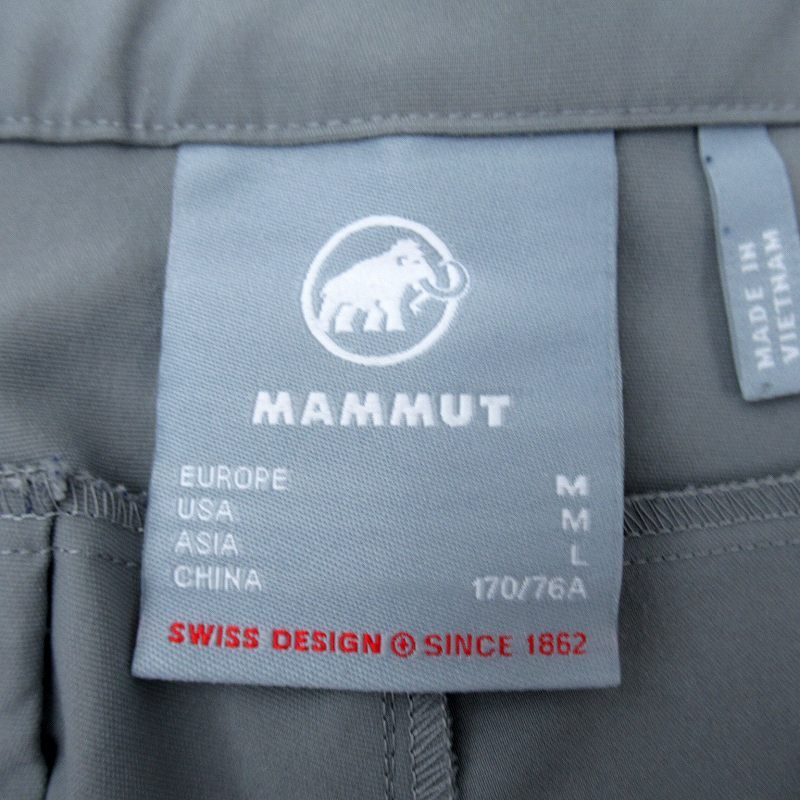 MAMMUT
EUROPE M
USA M
ASIA L
CHINA 170/76A
SWISS DESIGN SINCE 1862
MADE IN
VIETNAM